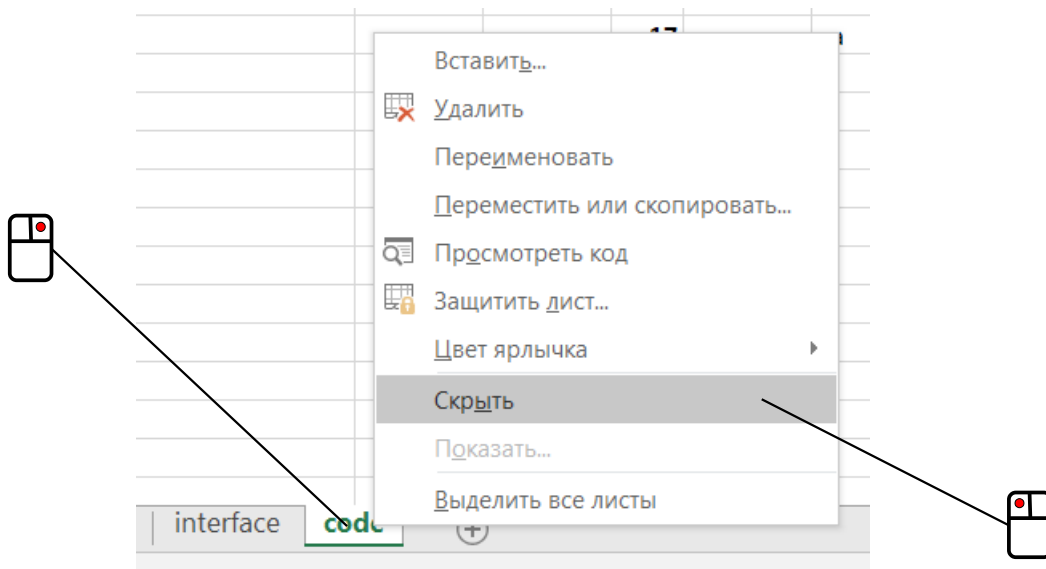 17
Вставить...
Удалить
Переименовать
Переместить или скопировать...
Просмотреть код
Защитить лист...
Цвет ярлычка
Скрыть
Показать...
Выделить все листы
interface
code